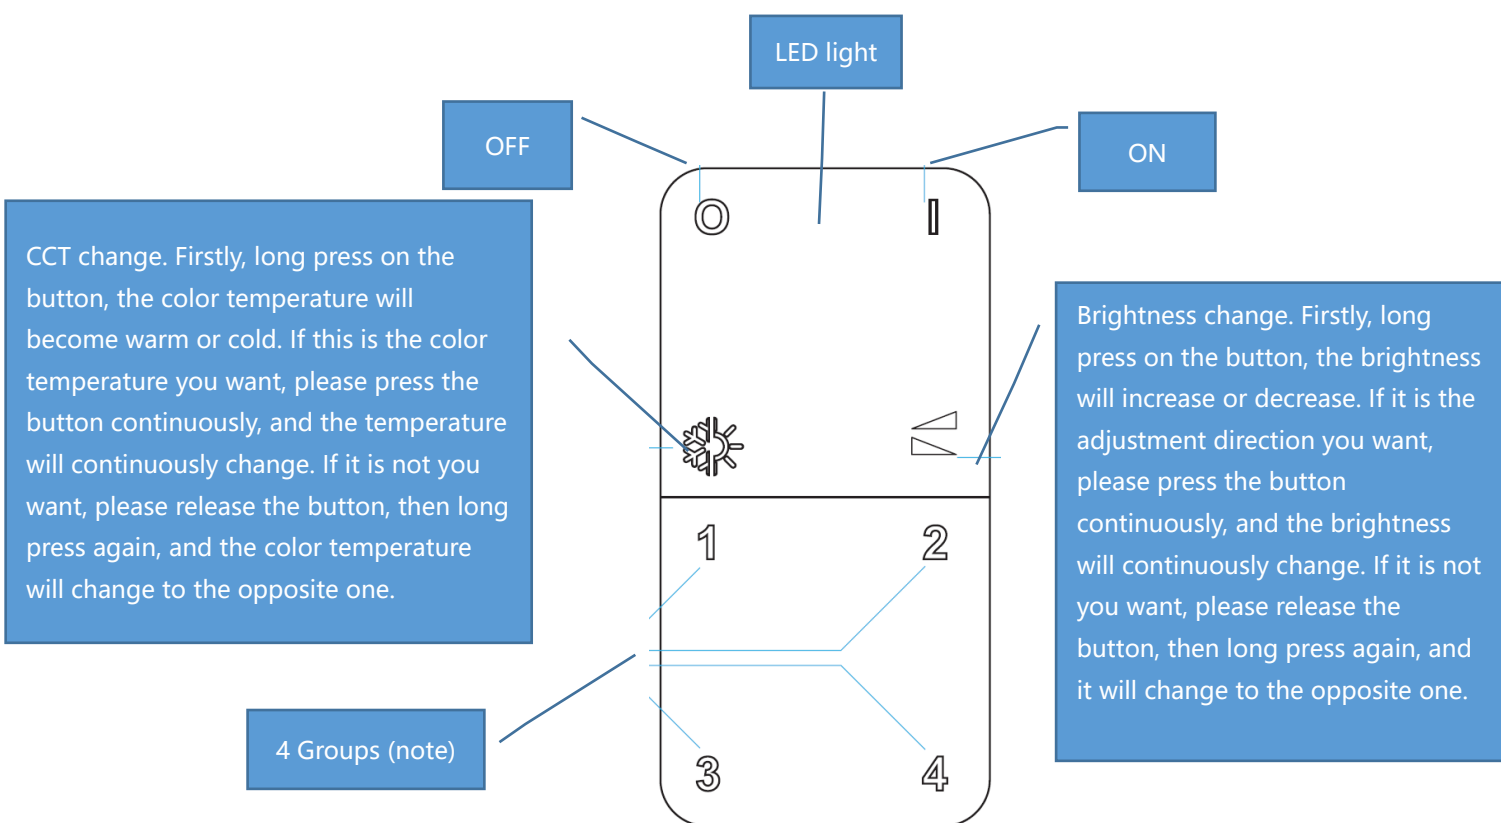 LED light
OFF
ON
O
I
CCT change. Firstly, long press on the
button, the color temperature will
become warm or cold. If this is the color
temperature you want, please press the
button continuously, and the temperature
will continuously change. If it is not you
want, please release the button, then long
press again, and the color temperature
will change to the opposite one.
Brightness change. Firstly, long
press on the button, the brightness
will increase or decrease. If it is the
adjustment direction you want,
please press the button
continuously, and the brightness
will continuously change. If it is not
you want, please release the
button, then long press again, and
it will change to the opposite one.
1
2
4 Groups (note)
3
4